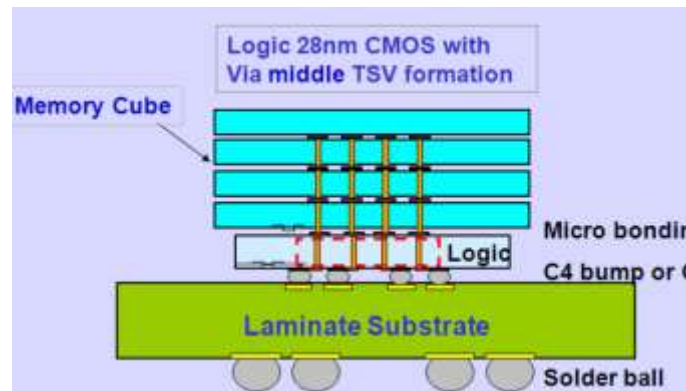 Logic 28nm CMOS with
Via middle TSV formation
Memory Cube
Micro
Logic
C4 bump or
Laminate Substrate
Solder ball